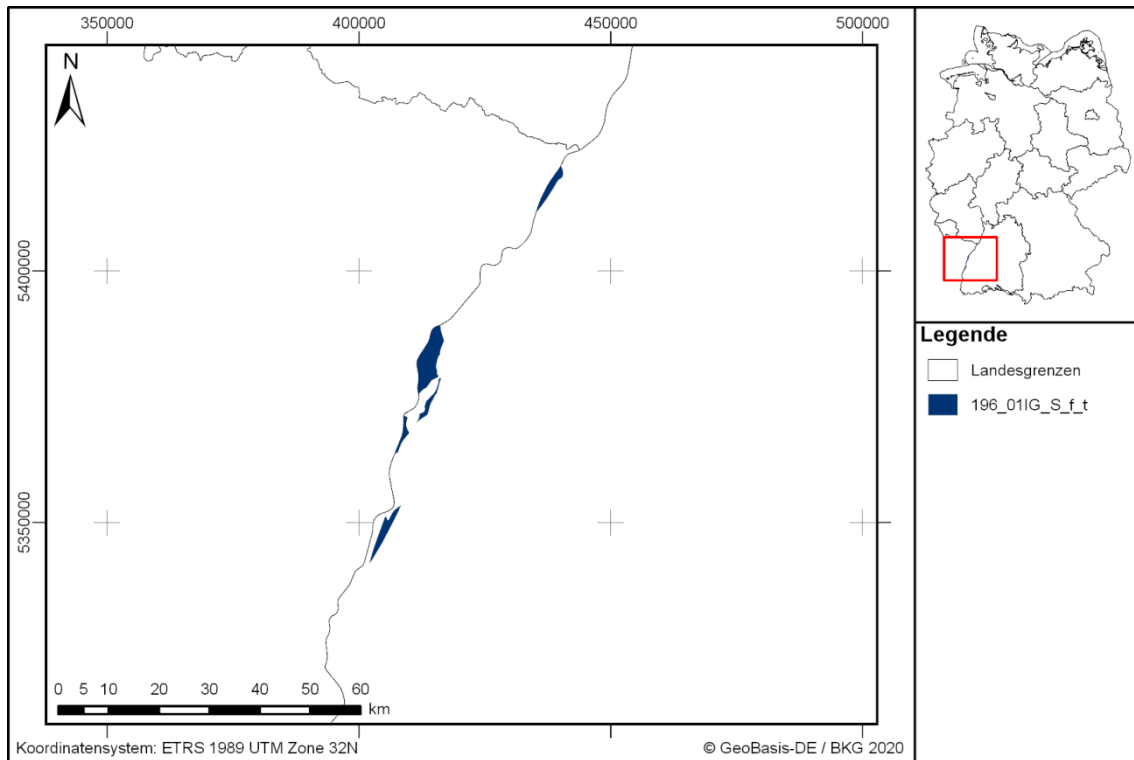 350000 400000 450000 500000
N
5400000
5350000
0 5 10 20 30 40 50 60
km
Koordinatensystem: ETRS 1989 UTM Zone 32N
© GeoBasis-DE / BKG 2020
Legende
Landesgrenzen
196_01IG_S_f_t